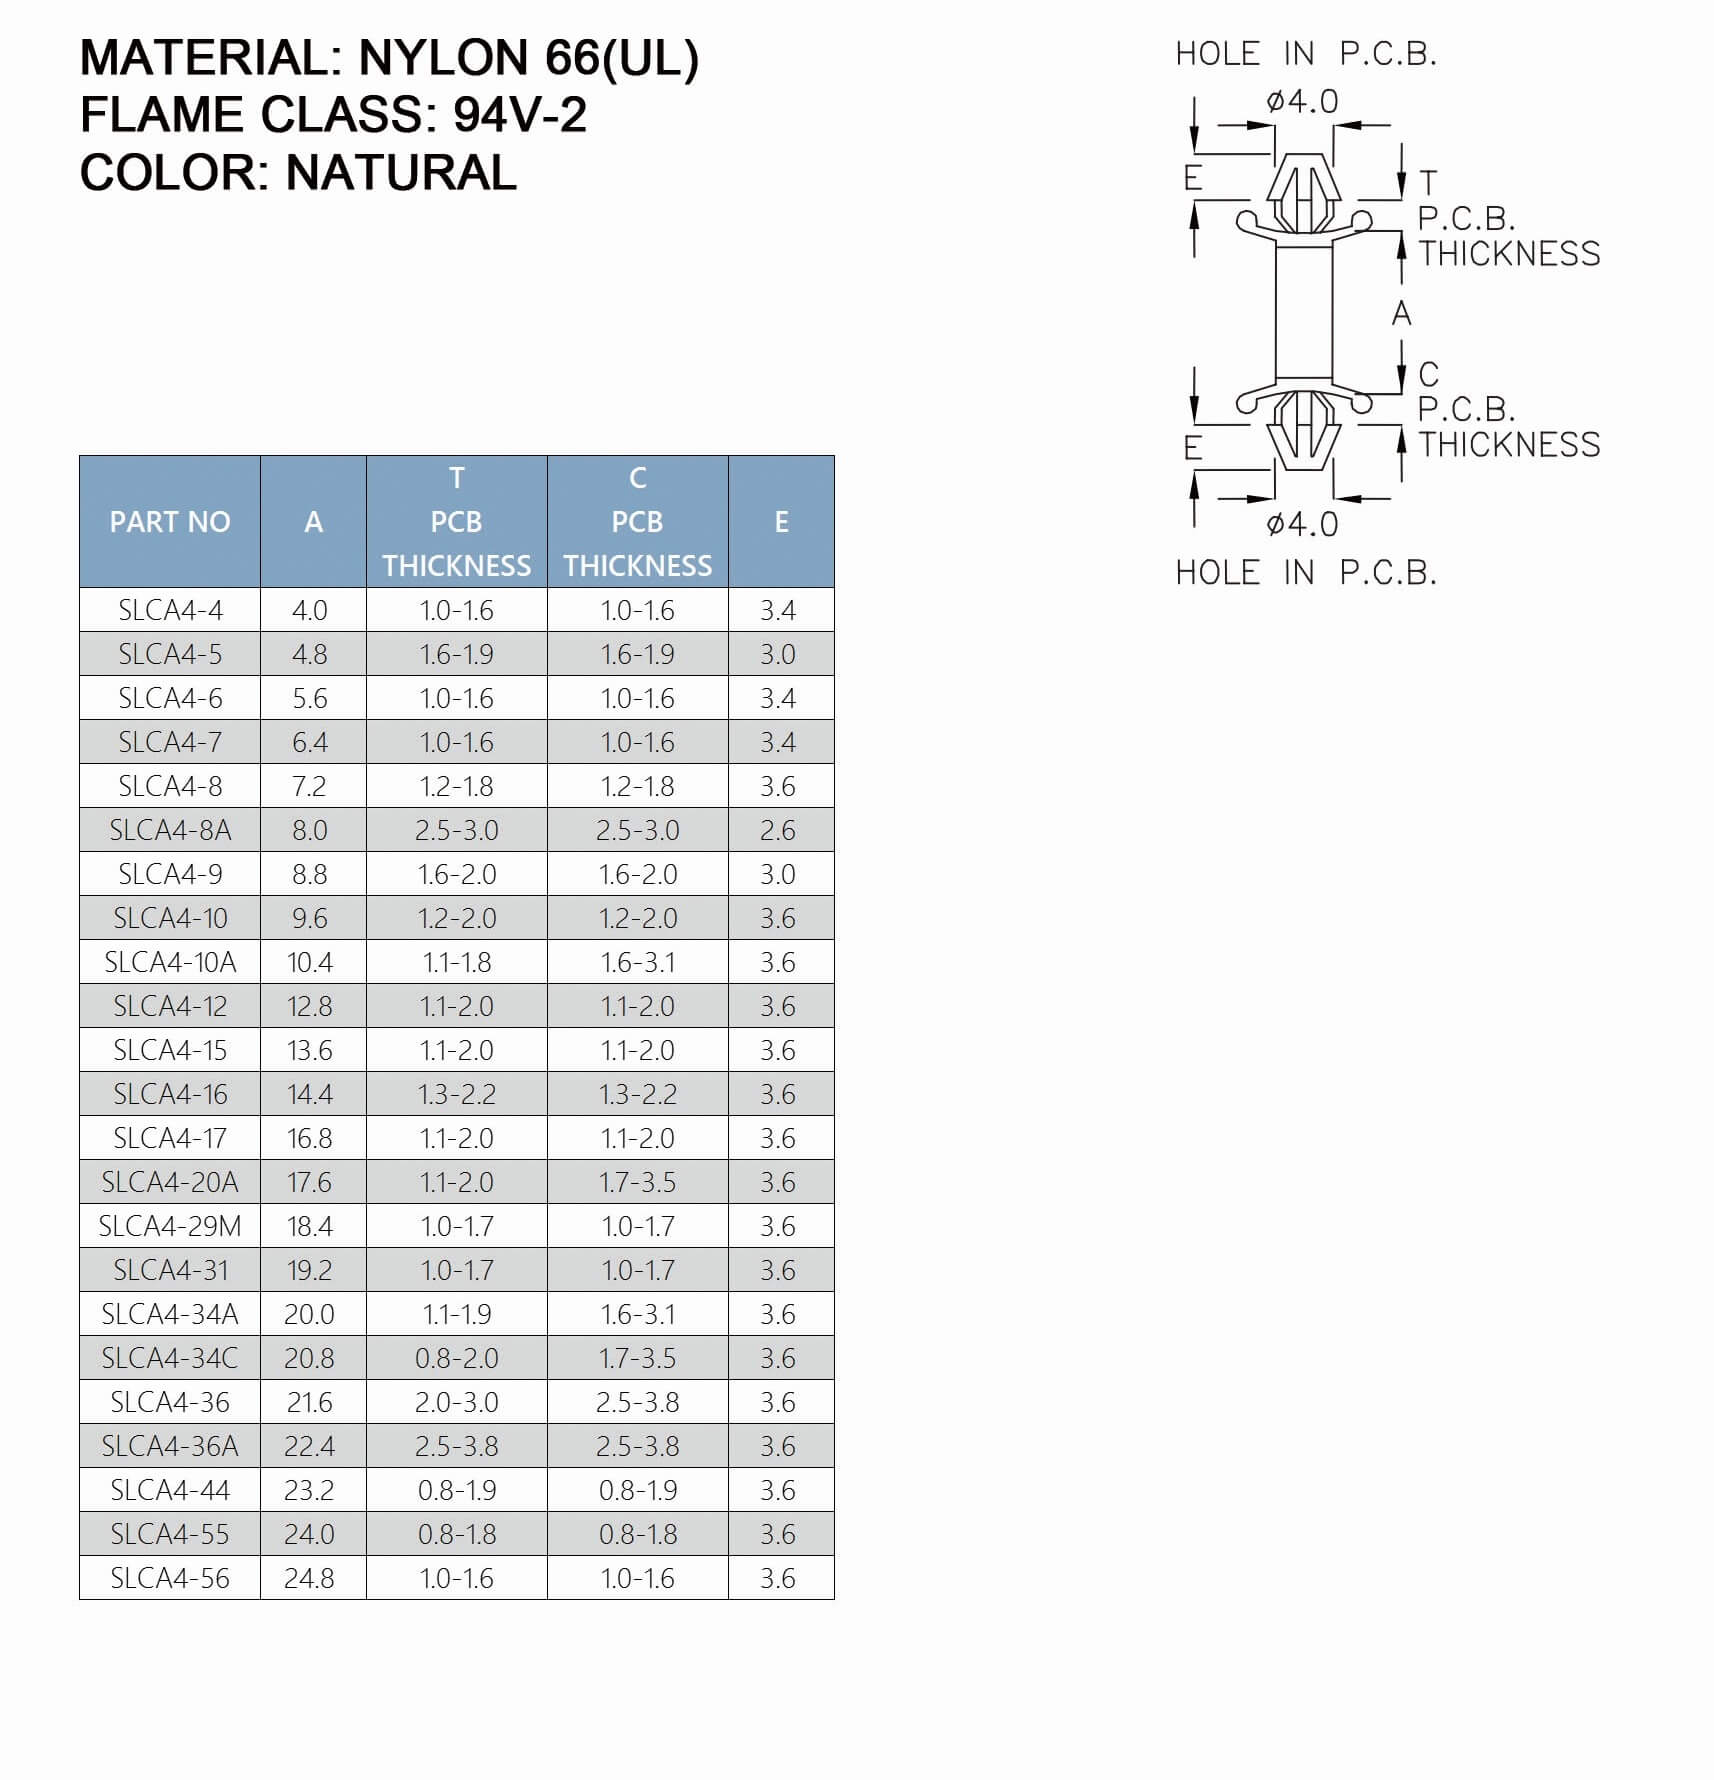 MATERIAL: NYLON 66(UL)
FLAME CLASS: 94V-2
COLOR: NATURAL
HOLE IN P.C.B.
ø4.0
E
T
P.C.B.
THICKNESS
A
C
P.C.B.
THICKNESS
E
ø4.0
HOLE IN P.C.B.
PART NO A T PCB THICKNESS C PCB THICKNESS E
SLCA4-4 4.0 1.0-1.6 1.0-1.6 3.4
SLCA4-5 4.8 1.6-1.9 1.6-1.9 3.0
SLCA4-6 5.6 1.0-1.6 1.0-1.6 3.4
SLCA4-7 6.4 1.0-1.6 1.0-1.6 3.4
SLCA4-8 7.2 1.2-1.8 1.2-1.8 3.6
SLCA4-8A 8.0 2.5-3.0 2.5-3.0 2.6
SLCA4-9 8.8 1.6-2.0 1.6-2.0 3.0
SLCA4-10 9.6 1.2-2.0 1.2-2.0 3.6
SLCA4-10A 10.4 1.1-1.8 1.6-3.1 3.6
SLCA4-12 12.8 1.1-2.0 1.1-2.0 3.6
SLCA4-15 13.6 1.1-2.0 1.1-2.0 3.6
SLCA4-16 14.4 1.3-2.2 1.3-2.2 3.6
SLCA4-17 16.8 1.1-2.0 1.1-2.0 3.6
SLCA4-20A 17.6 1.1-2.0 1.7-3.5 3.6
SLCA4-29M 18.4 1.0-1.7 1.0-1.7 3.6
SLCA4-31 19.2 1.0-1.7 1.0-1.7 3.6
SLCA4-34A 20.0 1.1-1.9 1.6-3.1 3.6
SLCA4-34C 20.8 0.8-2.0 1.7-3.5 3.6
SLCA4-36 21.6 2.0-3.0 2.5-3.8 3.6
SLCA4-36A 22.4 2.5-3.8 2.5-3.8 3.6
SLCA4-44 23.2 0.8-1.9 0.8-1.9 3.6
SLCA4-55 24.0 0.8-1.8 0.8-1.8 3.6
SLCA4-56 24.8 1.0-1.6 1.0-1.6 3.6